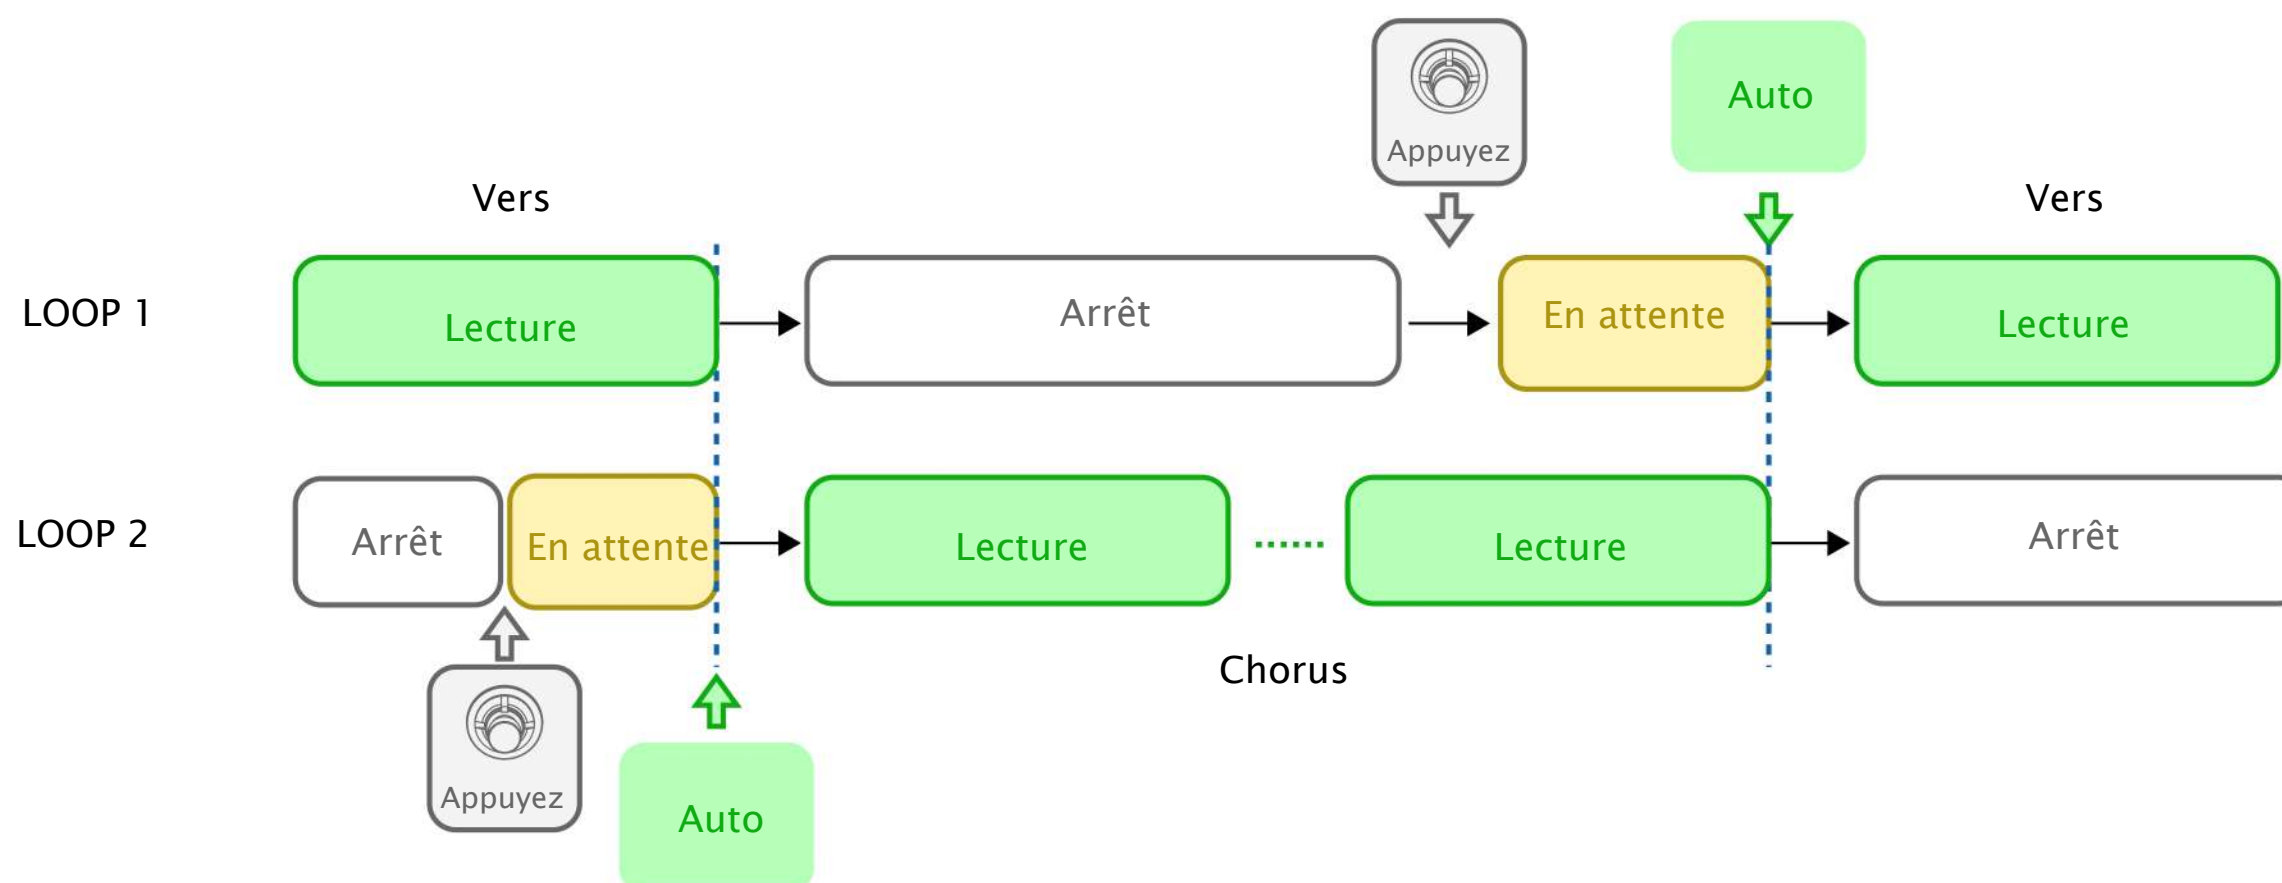 Appuyez
Auto
Vers
Vers
LOOP 1
Lecture
Arrêt
En attente
Lecture
LOOP 2
Arrêt
En attente
Lecture
Lecture
Arrêt
Chorus
Appuyez
Auto